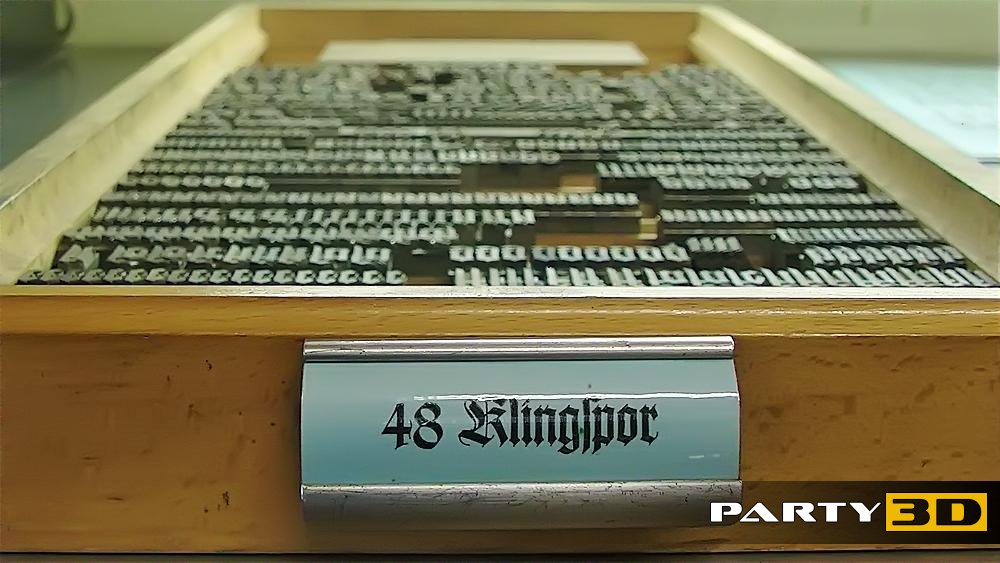 48 Klingſpor
PARTY 3D